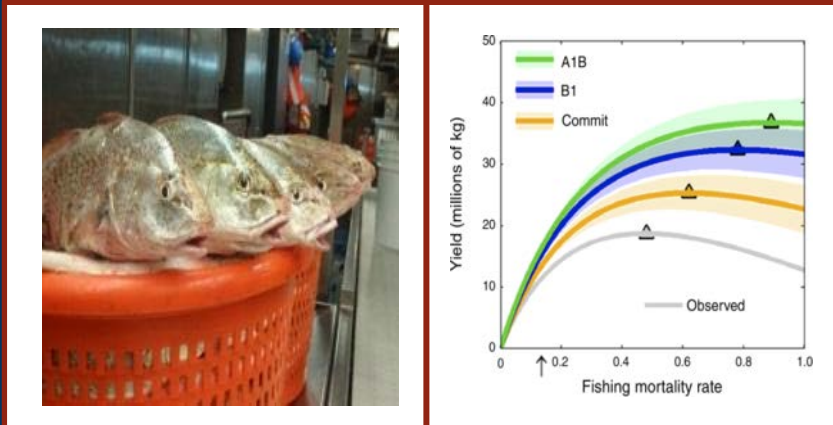 50
40
30
20
10
0
Yield (millions of kg)
A1B
B1
Commit
Observed
0 0.2 0.4 0.6 0.8 1.0
↑
Fishing mortality rate